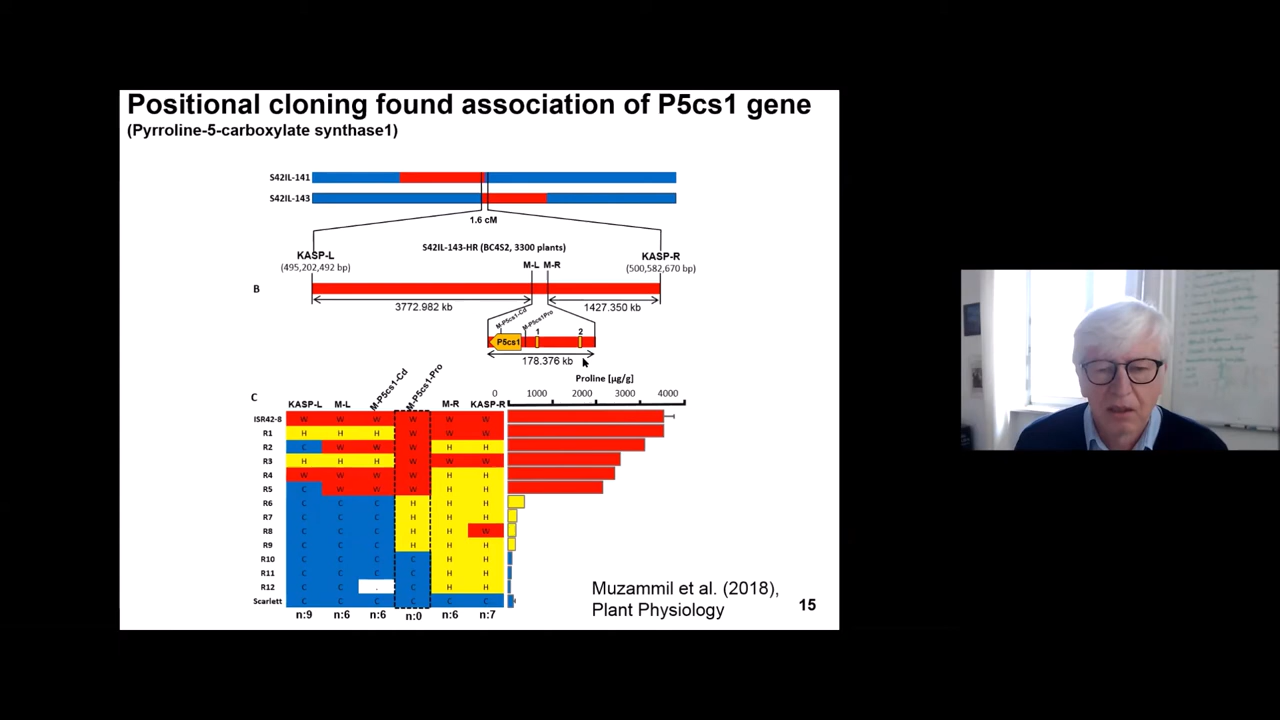 Positional cloning found association of P5cs1 gene
(Pyrroline-5-carboxylate synthase1)
S42IL-141
S42IL-143
1.6 cM
S42IL-143-HR (BC4S2, 3300 plants)
KASP-L
KASP-R
(495,202,492 bp)
M-L M-R
(500,582,670 bp)
B
3772.982 kb
1427.350 kb
M-P5cs1-Cd
M-P5cs1Pro
P5cs1
1
2
178.376 kb
Proline [µg/g]
0 1000 2000 3000 4000
C
KASP-L M-L M-P5cs1-Cd M-P5cs1-Pro M-R KASP-R
ISR42-8 W W W W W W
R1 H H H W W W
R2 C W W W H H
R3 H H H W W W
R4 W W W W H H
R5 C W W W H H
R6 C C C H H H
R7 C C C H H H
R8 C C C H H W
R9 C C C H H H
R10 C C C C H H
R11 C C C C H H
R12 C C . C H H
Scarlett C C C C C C
n:9 n:6 n:6 n:0 n:6 n:7
Muzammil et al. (2018),
Plant Physiology
15